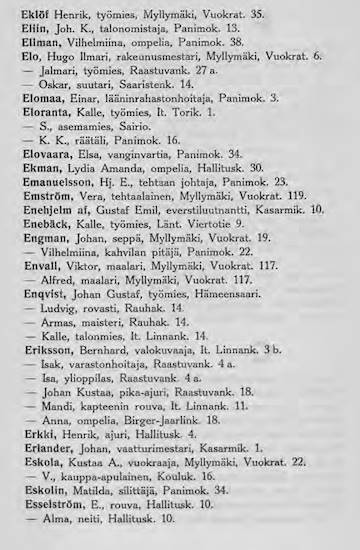 Eklöf Henrik, työmies, Myllymäki, Vuokrat. 35.
Elfin, Joh. K., talonomistaja, Panimok. 13.
Ellman, Vilhelmiina, ompelia, Panimok. 38.
Elo, Hugo Ilmari, rakennusmestari, Myllymäki, Vuokrat. 6.
— Jalmari, työmies, Raastuvank. 27 a.
— Oskar, suutari, Saaristenk. 14.
Elomaa, Einar, lääninrahastonhoitaja, Panimok. 3.
Eloranta, Kalle, työmies, It. Torik. 1.
— S., asemamies, Sairio.
— K. K., räätäli, Panimok. 16.
Elovaara, Elsa, vanginvartia, Panimok. 34.
Ekman, Lydia Amanda, ompelia, Hallitusk. 30.
Emanuelsson, Hj. E., tehtaan johtaja, Panimok. 23.
Emström, Vera, tehtaalainen, Myllymäki, Vuokrat. 119.
Enehjelm af, Gustaf Emil, everstiluutnantti, Kasarmik. 10.
Enebäck, Kalle, työmies, Länt. Viertotie 9.
Engman, Johan, seppä, Myllymäki, Vuokrat. 19.
— Vilhelmiina, kahvilan pitäjä, Panimok. 22.
Envall, Viktor, maalari, Myllymäki, Vuokrat. 117.
— Alfred, maalari, Myllymäki, Vuokrat. 117.
Enqvist, Johan Gustaf, työmies, Hämeensaari.
— Ludvig, rovasti, Rauhak. 14.
— Armas, maisteri, Rauhak. 14.
— Kalle, talonmies, It. Linnank. 14.
Eriksson, Bernhard, valokuvaaja, It. Linnank. 3 b.
— Isak, varastonhoitaja, Raastuvank. 4 a.
— Isa, ylioppilas, Raastuvank. 4 a.
— Johan Kustaa, pika-ajuri, Raastuvank. 18.
— Mandi, kapteenin rouva, It. Linnank. 11.
— Anna, ompelia, Birger-Jaarlink. 18.
Erkki, Henrik, ajuri, Hallitusk. 4.
Erlander, Johan, vaatturimestari, Kasarmik. 1.
Eskola, Kustaa A., vuokraaja, Myllymäki, Vuokrat. 22.
— V., kauppa-apulainen, Kouluk. 16.
Eskolin, Matilda, silittäjä, Panimok. 34.
Esselström, E., rouva, Hallitusk. 10.
— Alma, neiti, Hallitusk. 10.